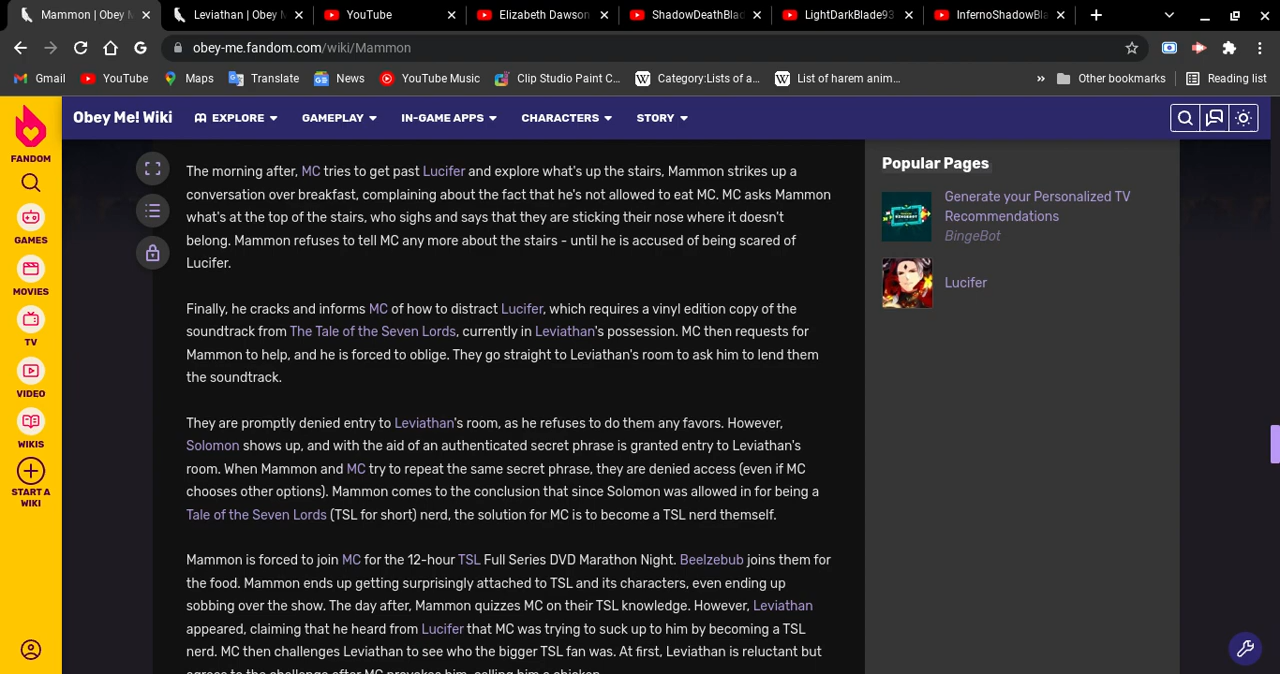 Mammon | Obey M
Leviathan | Obey M
YouTube
Elizabeth Dawson
ShadowDeathBlad
LightDarkBlade93
InfernoShadowBla
obey-me.fandom.com/wiki/Mammon
Gmail
YouTube
Maps
Translate
News
YouTube Music
Clip Studio Paint C...
Category:Lists of a...
List of harem anim...
»
Other bookmarks
Reading list
FANDOM
GAMES
MOVIES
TV
VIDEO
WIKIS
START A
WIKI
Obey Me! Wiki
EXPLORE
GAMEPLAY
IN-GAME APPS
CHARACTERS
STORY
The morning after, MC tries to get past Lucifer and explore what's up the stairs, Mammon strikes up a
conversation over breakfast, complaining about the fact that he's not allowed to eat MC. MC asks Mammon
what's at the top of the stairs, who sighs and says that they are sticking their nose where it doesn't
belong. Mammon refuses to tell MC any more about the stairs - until he is accused of being scared of
Lucifer.
Finally, he cracks and informs MC of how to distract Lucifer, which requires a vinyl edition copy of the
soundtrack from The Tale of the Seven Lords, currently in Leviathan's possession. MC then requests for
Mammon to help, and he is forced to oblige. They go straight to Leviathan's room to ask him to lend them
the soundtrack.
They are promptly denied entry to Leviathan's room, as he refuses to do them any favors. However,
Solomon shows up, and with the aid of an authenticated secret phrase is granted entry to Leviathan's
room. When Mammon and MC try to repeat the same secret phrase, they are denied access (even if MC
chooses other options). Mammon comes to the conclusion that since Solomon was allowed in for being a
Tale of the Seven Lords (TSL for short) nerd, the solution for MC is to become a TSL nerd themself.
Mammon is forced to join MC for the 12-hour TSL Full Series DVD Marathon Night. Beelzebub joins them for
the food. Mammon ends up getting surprisingly attached to TSL and its characters, even ending up
sobbing over the show. The day after, Mammon quizzes MC on their TSL knowledge. However, Leviathan
appeared, claiming that he heard from Lucifer that MC was trying to suck up to him by becoming a TSL
nerd. MC then challenges Leviathan to see who the bigger TSL fan was. At first, Leviathan is reluctant but
agrees to the challenge after MC provokes him, calling him a chicken.
Popular Pages
Generate your Personalized TV
Recommendations
BingeBot
Lucifer